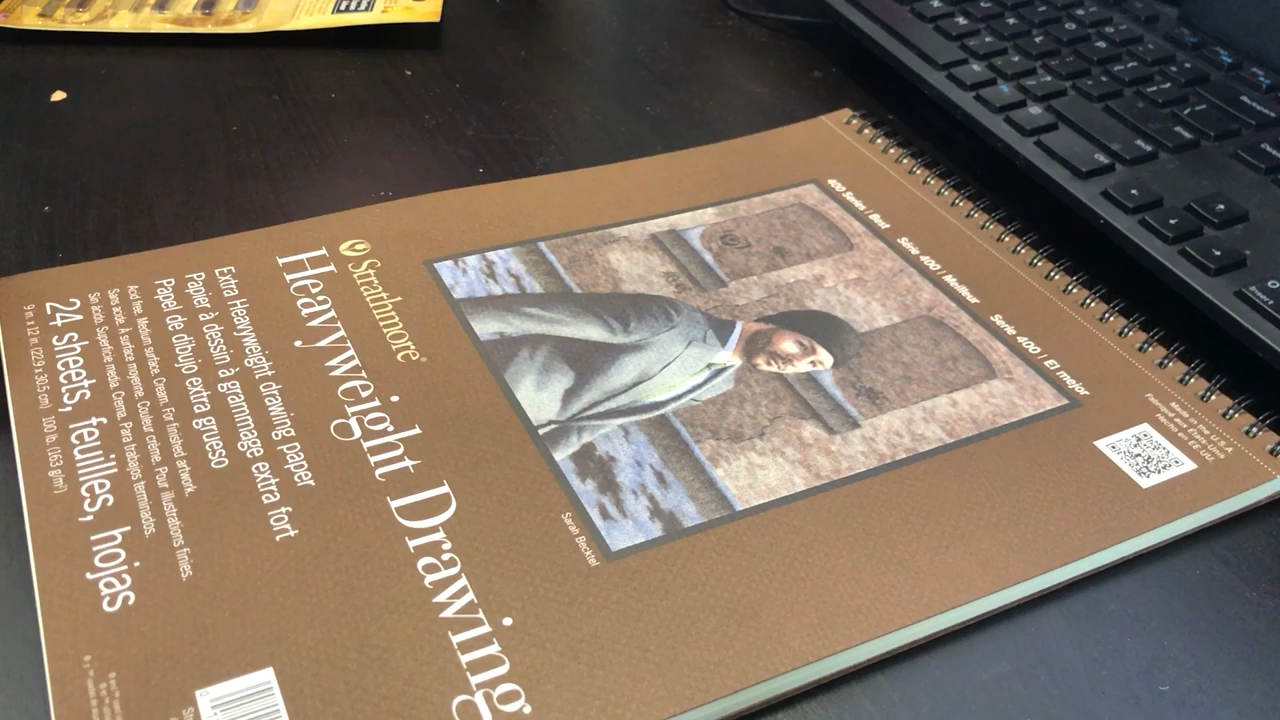 400 Series / Best
Série 400 / Meilleur
Serie 400 / El mejor
Made in the U.S.A.
Fabriqué aux États-Unis
Hecho en EE.UU.
Sarah Becktel
Strathmore®
Heavyweight Drawing
Extra Heavyweight drawing paper
Papier à dessin à grammage extra fort
Papel de dibujo extra grueso
Acid free. Medium surface. Cream. For finished artwork.
Sans acide. À surface moyenne. Couleur crème. Pour illustrations finies.
Sin ácido. Superficie media. Crema. Para trabajos terminados.
24 sheets, feuilles, hojas
9 in. x 12 in. (22.9 x 30.5 cm) 100 lb. (163 g/m²)